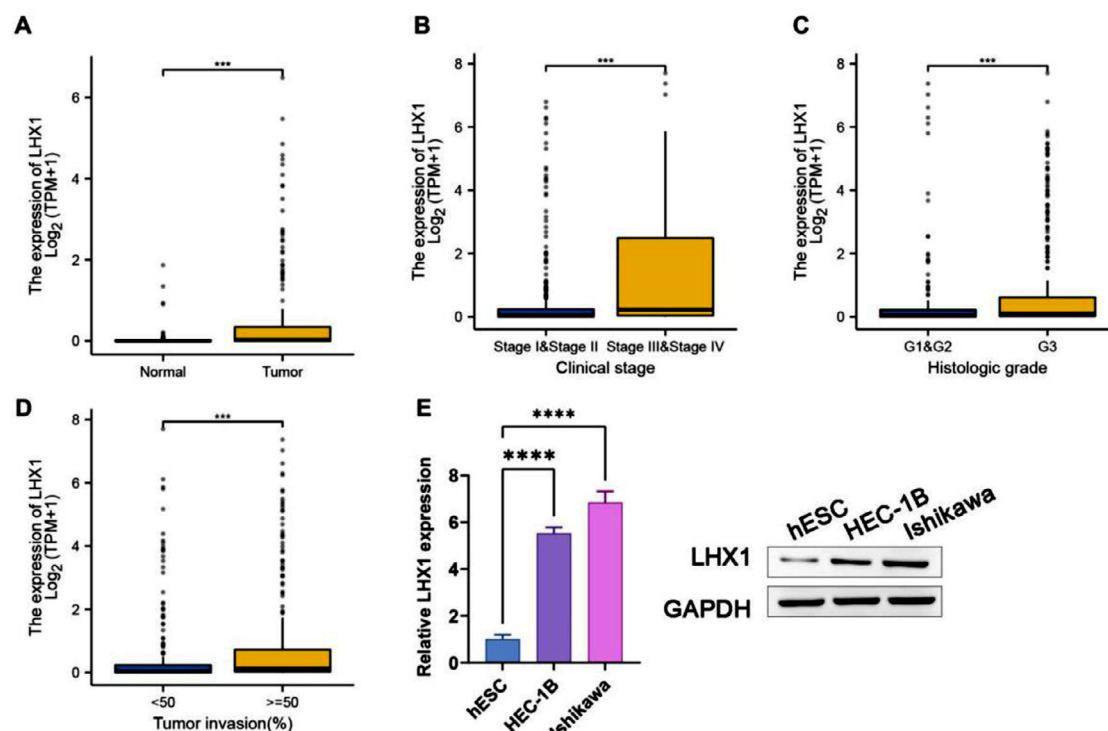 A
The expression of LHX1
Log2 (TPM+1)
***
6
4
2
0
Normal
Tumor
B
The expression of LHX1
Log2 (TPM+1)
***
8
6
4
2
0
Stage I&Stage II
Stage III&Stage IV
Clinical stage
C
The expression of LHX1
Log2 (TPM+1)
***
8
6
4
2
0
G1&G2
G3
Histologic grade
D
The expression of LHX1
Log2 (TPM+1)
***
8
6
4
2
0
<50
>=50
Tumor invasion(%)
E
Relative LHX1 expression
****
****
8
6
4
2
0
hESC
HEC-1B
Ishikawa
hESC
HEC-1B
Ishikawa
LHX1
GAPDH